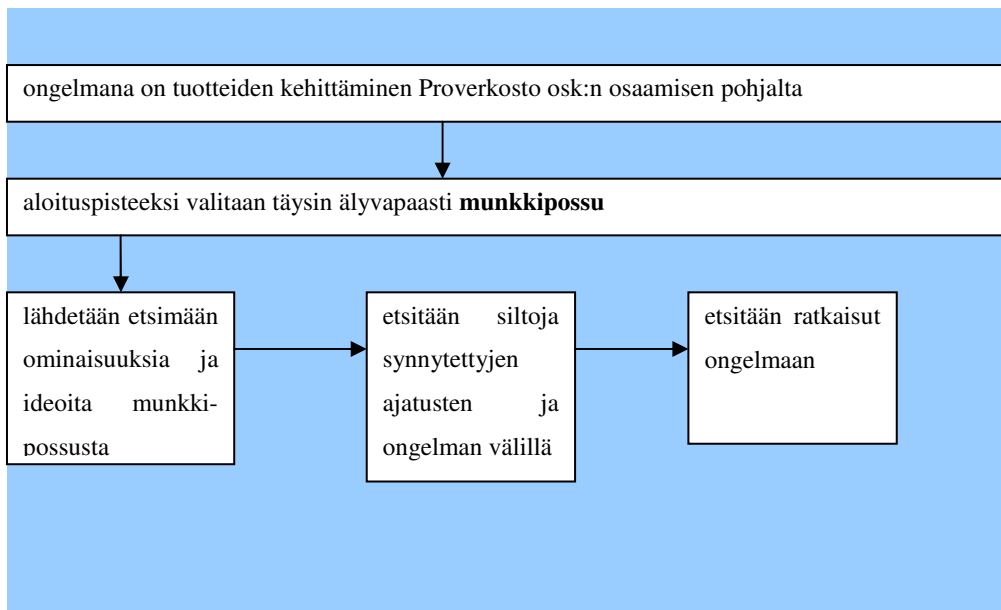 ongelmana on tuotteiden kehittäminen Proverkosto osk:n osaamisen pohjalta
aloituspisteeksi valitaan täysin älyvapaasti munkkipossu
lähdetään etsimään
ominaisuuksia ja
ideoita munkki-
possusta
etsitään siltoja
synnytettyjen
ajatusten ja
ongelman välillä
etsitään ratkaisut
ongelmaan